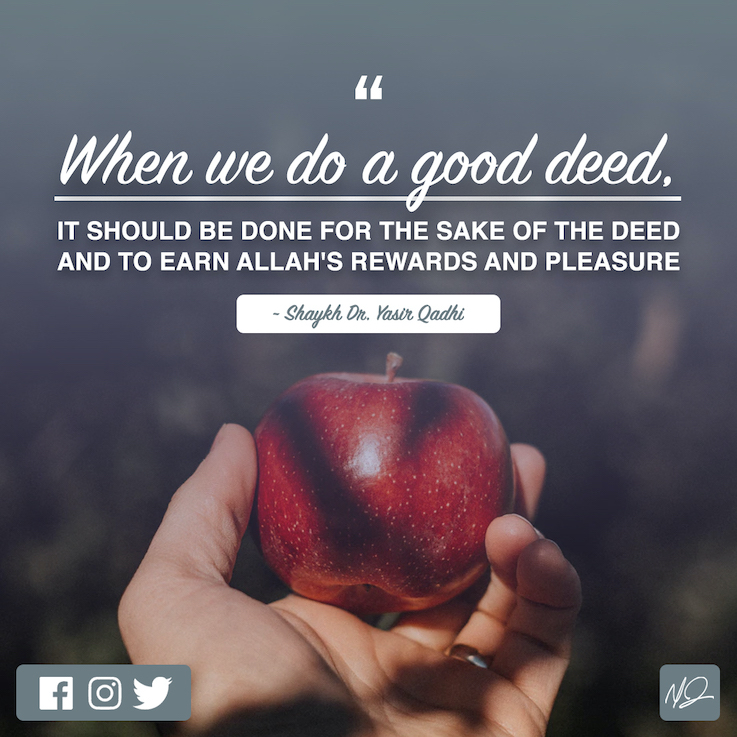 “
When we do a good deed,
IT SHOULD BE DONE FOR THE SAKE OF THE DEED
AND TO EARN ALLAH'S REWARDS AND PLEASURE
~ Shaykh Dr. Yasir Qadhi